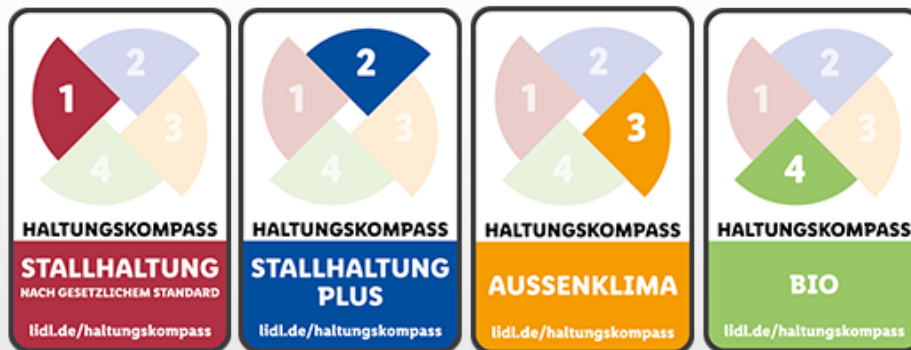 1
2
3
4
HALTUNGSKOMPASS
STALLHALTUNG
NACH GESETZLICHEM STANDARD
lidl.de/haltungskompass
1
2
3
4
HALTUNGSKOMPASS
STALLHALTUNG
PLUS
lidl.de/haltungskompass
1
2
3
4
HALTUNGSKOMPASS
AUSSENKLIMA
lidl.de/haltungskompass
1
2
3
4
HALTUNGSKOMPASS
BIO
lidl.de/haltungskompass